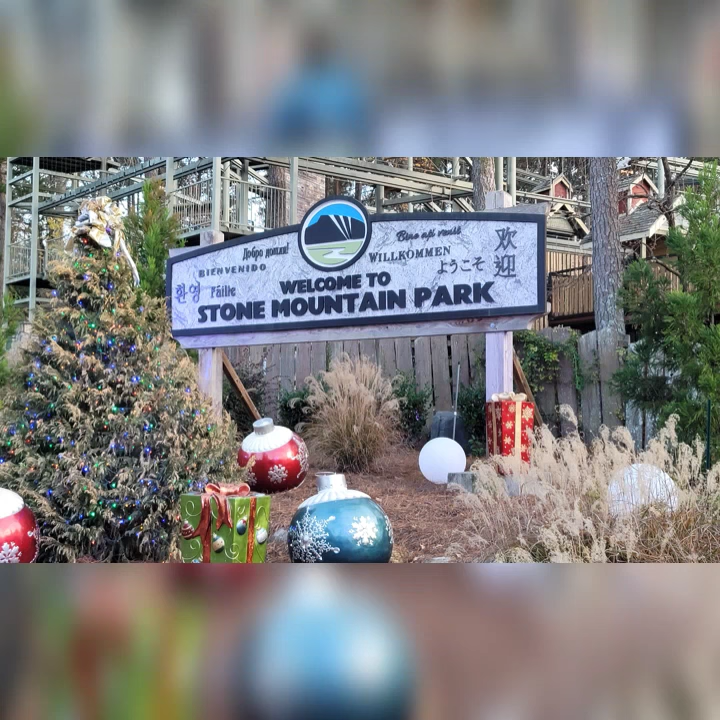 Добро дошли!
Bine ați venit
欢迎
BIENVENIDO
WILLKOMMEN
ようこそ
환영
Fáilte
WELCOME TO
STONE MOUNTAIN PARK